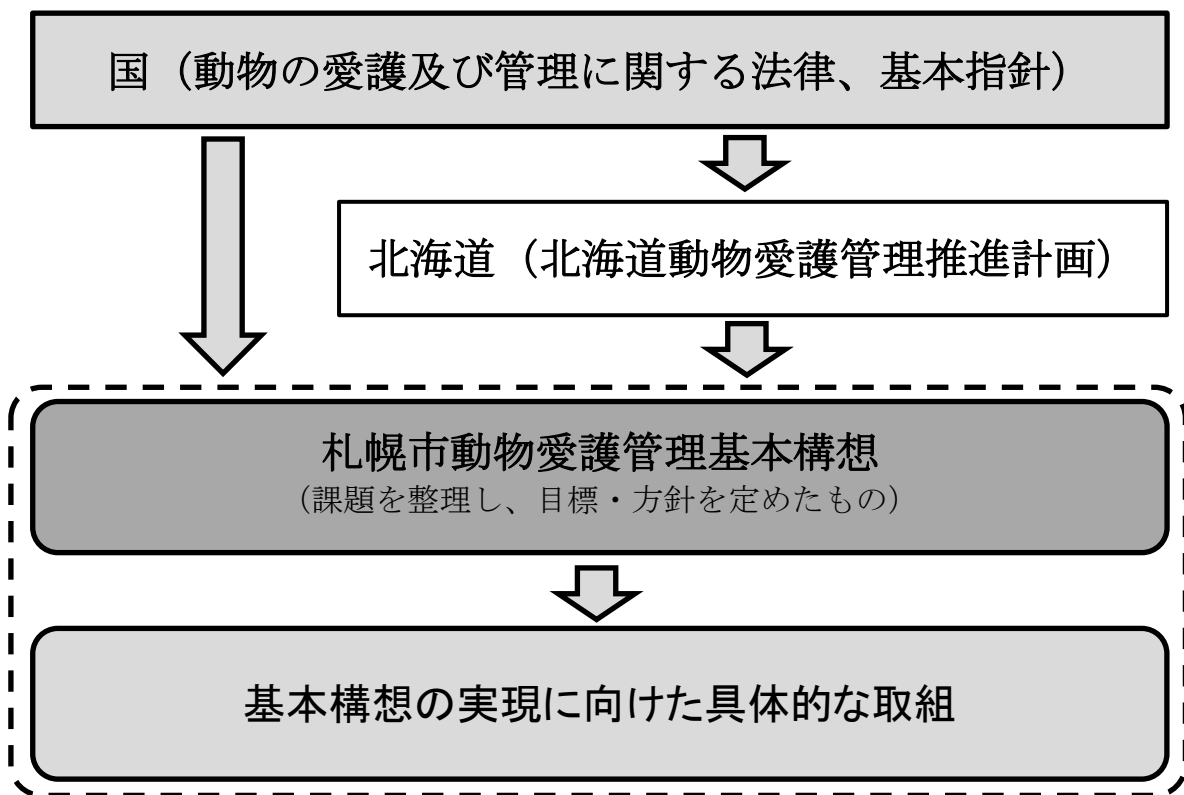 国（動物の愛護及び管理に関する法律、基本指針）
北海道（北海道動物愛護管理推進計画）
札幌市動物愛護管理基本構想
（課題を整理し、目標・方針を定めたもの）
基本構想の実現に向けた具体的な取組